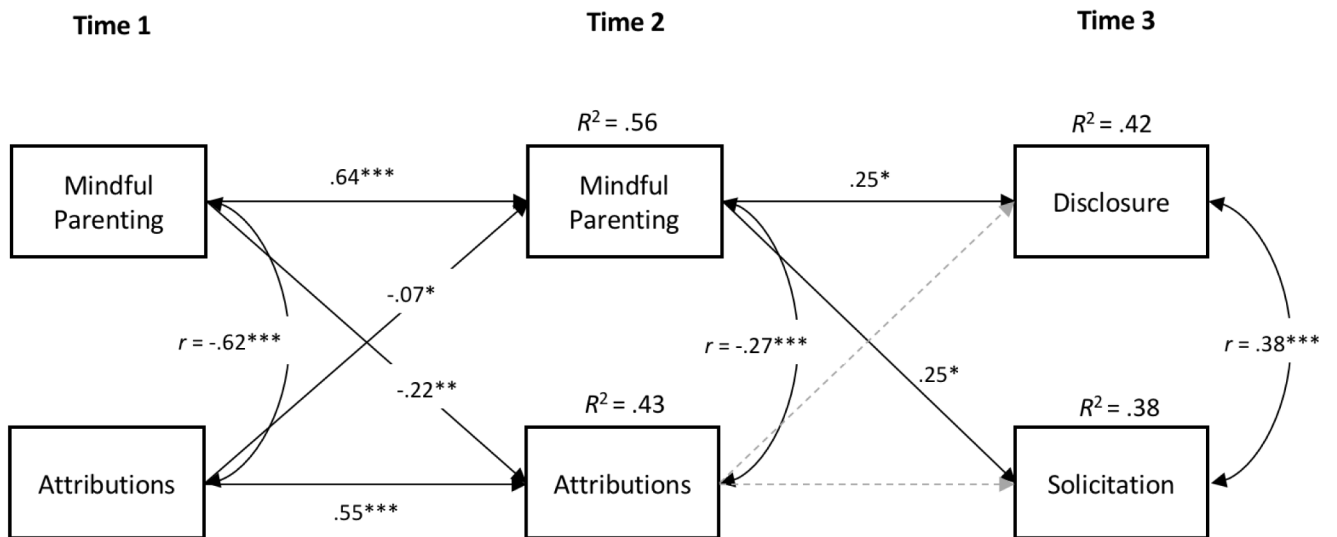 Time 1
Time 2
Time 3
R² = .56
R² = .42
Mindful
Parenting
.64***
Mindful
Parenting
.25*
Disclosure
-.07*
r = -.62***
r = -.27***
r = .38***
-.22**
.25*
R² = .43
R² = .38
Attributions
.55***
Attributions
Solicitation